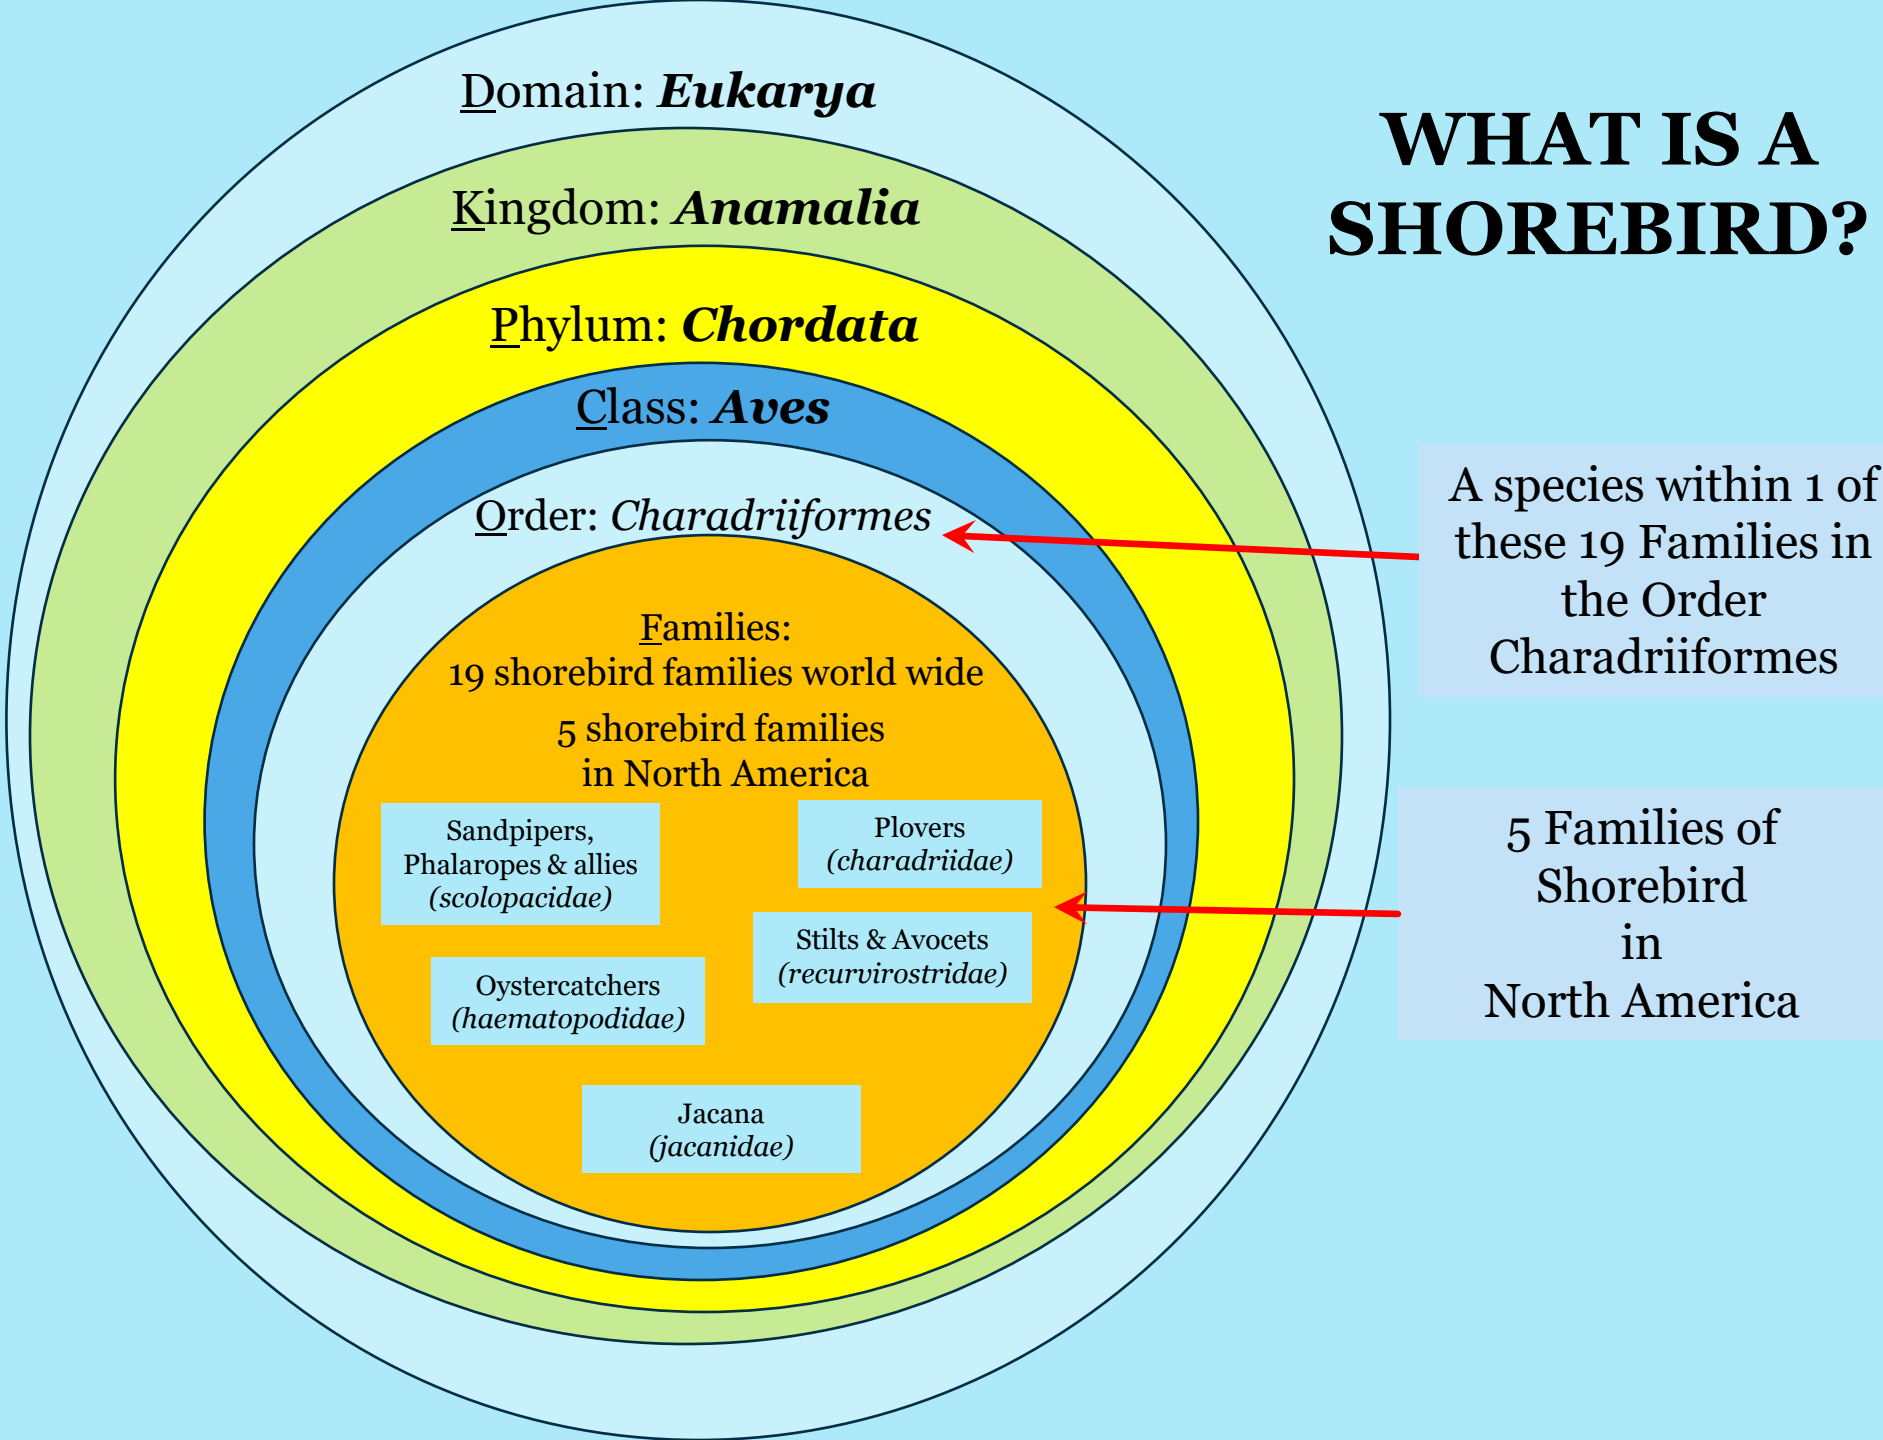 Domain: Eukarya
Kingdom: Anamalia
Phylum: Chordata
Class: Aves
Order: Charadriiformes
Families:
19 shorebird families world wide
5 shorebird families
in North America
Sandpipers,
Phalaropes & allies
(scolopacidae)
Plovers
(charadriidae)
Stilts & Avocets
(recurvirostridae)
Oystercatchers
(haematopodidae)
Jacana
(jacanidae)
WHAT IS A
SHOREBIRD?
A species within 1 of
these 19 Families in
the Order
Charadriiformes
5 Families of
Shorebird
in
North America